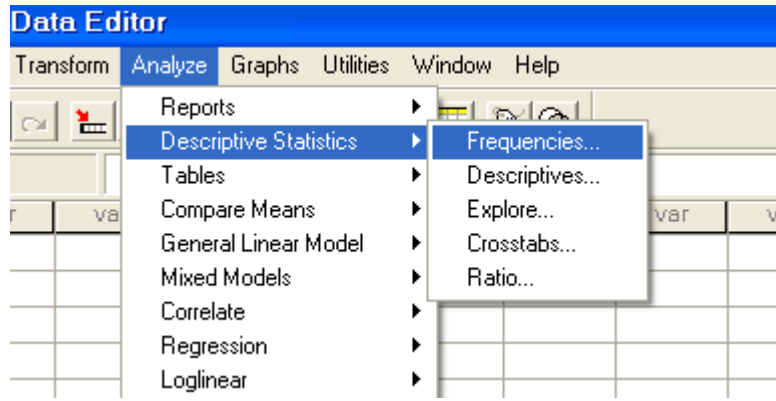 Data Editor
Transform Analyze Graphs Utilities Window Help
Reports
Descriptive Statistics
Frequencies...
Tables
Descriptives...
Compare Means
Explore...
General Linear Model
Crosstabs...
Mixed Models
Ratio...
Correlate
Regression
Loglinear
r
va
var
v